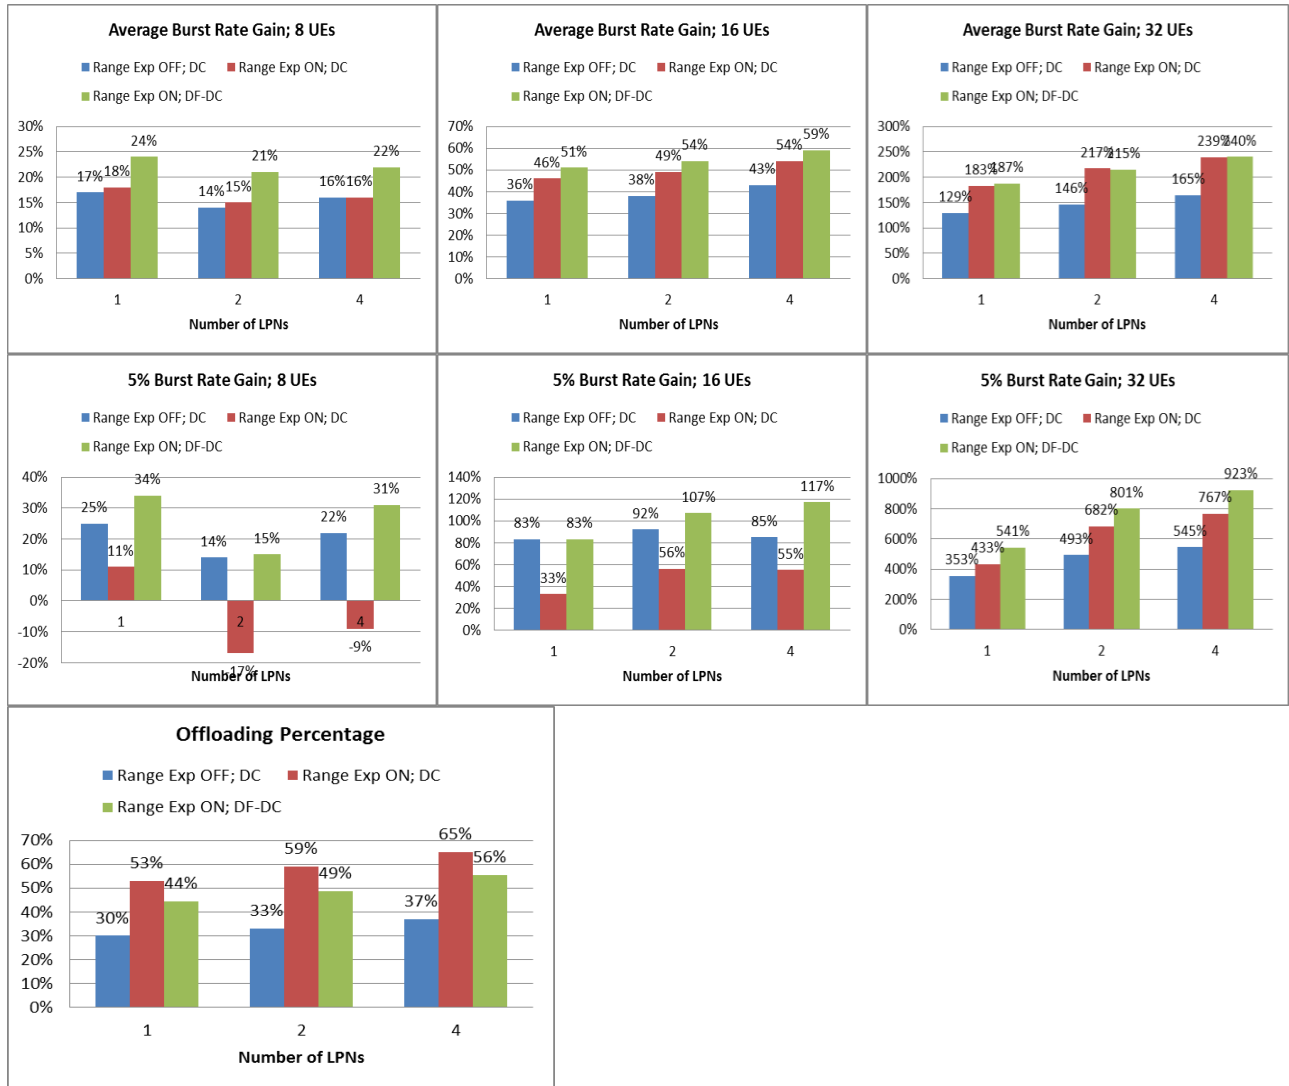 Average Burst Rate Gain; 8 UEs
Range Exp OFF; DC Range Exp ON; DC
Range Exp ON; DF-DC
30%
25%
20%
15%
10%
5%
0%
17% 18% 24%
14% 15% 21%
16% 16% 22%
1 2 4
Number of LPNs
Average Burst Rate Gain; 16 UEs
Range Exp OFF; DC Range Exp ON; DC
Range Exp ON; DF-DC
70%
60%
50%
40%
30%
20%
10%
0%
36% 46% 51%
38% 49% 54%
43% 54% 59%
1 2 4
Number of LPNs
Average Burst Rate Gain; 32 UEs
Range Exp OFF; DC Range Exp ON; DC
Range Exp ON; DF-DC
300%
250%
200%
150%
100%
50%
0%
129% 183% 187%
146% 217% 215%
165% 239% 240%
1 2 4
Number of LPNs
5% Burst Rate Gain; 8 UEs
Range Exp OFF; DC Range Exp ON; DC
Range Exp ON; DF-DC
40%
30%
20%
10%
0%
-10%
-20%
25% 11% 34%
14% -17% 15%
22% -9% 31%
1 2 4
Number of LPNs
5% Burst Rate Gain; 16 UEs
Range Exp OFF; DC Range Exp ON; DC
Range Exp ON; DF-DC
140%
120%
100%
80%
60%
40%
20%
0%
83% 33% 83%
92% 56% 107%
85% 55% 117%
1 2 4
Number of LPNs
5% Burst Rate Gain; 32 UEs
Range Exp OFF; DC Range Exp ON; DC
Range Exp ON; DF-DC
1000%
800%
600%
400%
200%
0%
353% 433% 541%
493% 682% 801%
545% 767% 923%
1 2 4
Number of LPNs
Offloading Percentage
Range Exp OFF; DC Range Exp ON; DC
Range Exp ON; DF-DC
70%
60%
50%
40%
30%
20%
10%
0%
30% 53% 44%
33% 59% 49%
37% 65% 56%
1 2 4
Number of LPNs